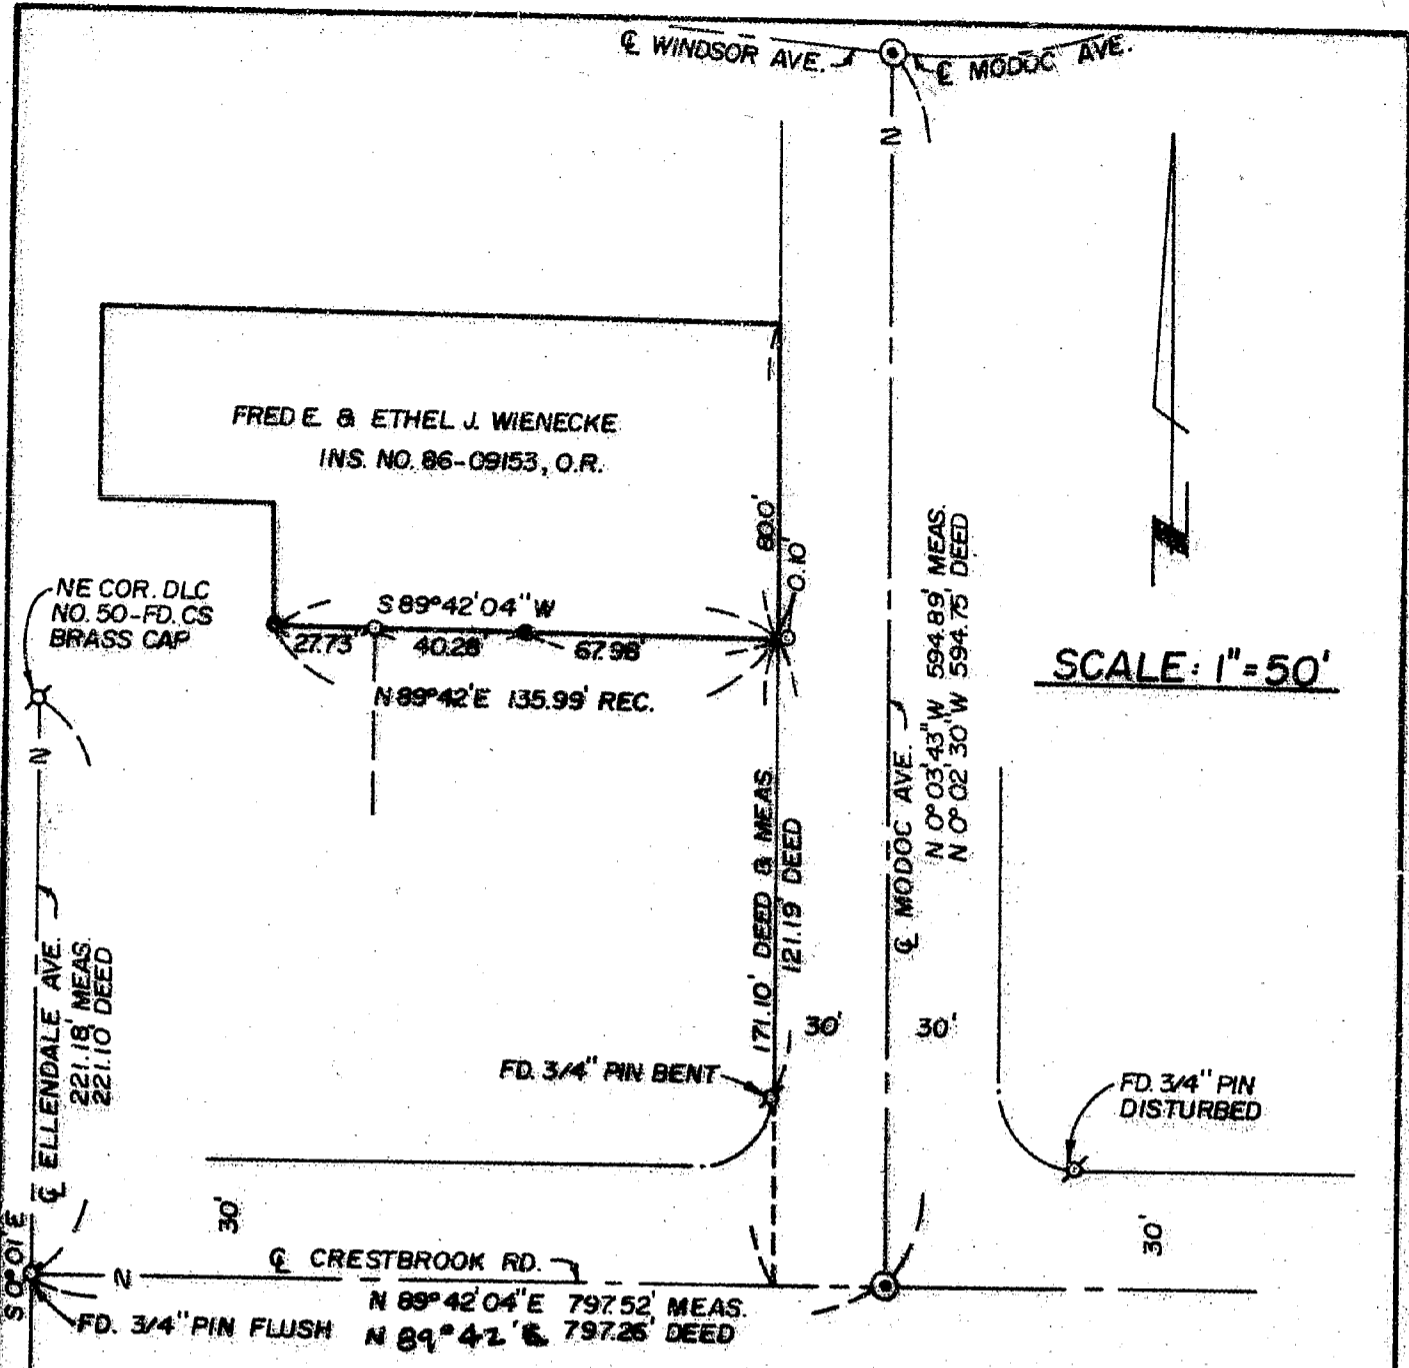 ℄ WINDSOR AVE.
℄ MODOC AVE.
N
FRED E. & ETHEL J. WIENECKE
INS. NO. 86-09153, O.R.
80.0'
0.10'
NE COR. DLC
NO. 50-FD. CS
BRASS CAP
S 89°42'04" W
27.73'
40.28'
67.98'
N 89°42'E 135.99' REC.
SCALE: 1"=50'
N
℄ MODOC AVE.
N 0°03'43" W 594.89' MEAS.
N 0°02'30" W 594.75' DEED
171.10' DEED & MEAS.
121.19' DEED
℄ ELLENDALE AVE.
221.18' MEAS.
221.10' DEED
30'
30'
FD. 3/4" PIN BENT
FD. 3/4" PIN
DISTURBED
S 0°01' E
30'
30'
℄ CRESTBROOK RD.
N
N 89°42'04" E 797.52' MEAS.
N 89°42' E 797.26' DEED
FD. 3/4" PIN FLUSH